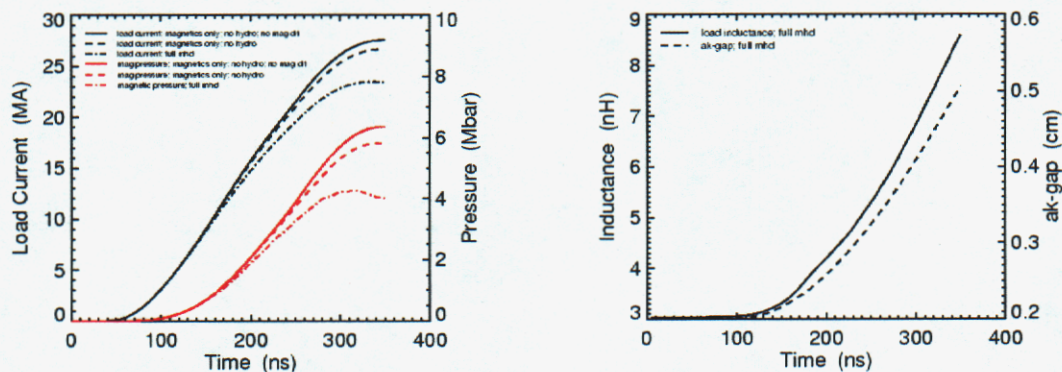 30
25
20
15
10
5
0
Load Current (MA)
load current: magnetics only: no hydro: no mag dif
load current: magnetics only: no hydro
load current: full mhd
mag pressure: magnetics only: no hydro: no mag dif
mag pressure: magnetics only: no hydro
magnetic pressure: full mhd
10
8
6
4
2
0
Pressure (Mbar)
0 100 200 300 400
Time (ns)
9
8
7
6
5
4
3
Inductance (nH)
load inductance; full mhd
ak-gap; full mhd
0.6
0.5
0.4
0.3
0.2
ak-gap (cm)
0 100 200 300 400
Time (ns)